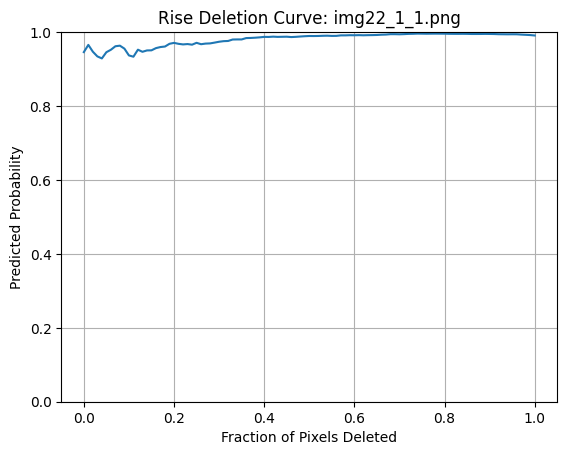 Rise Deletion Curve: img22_1_1.png
Predicted Probability
1.0
0.8
0.6
0.4
0.2
0.0
0.0 0.2 0.4 0.6 0.8 1.0
Fraction of Pixels Deleted